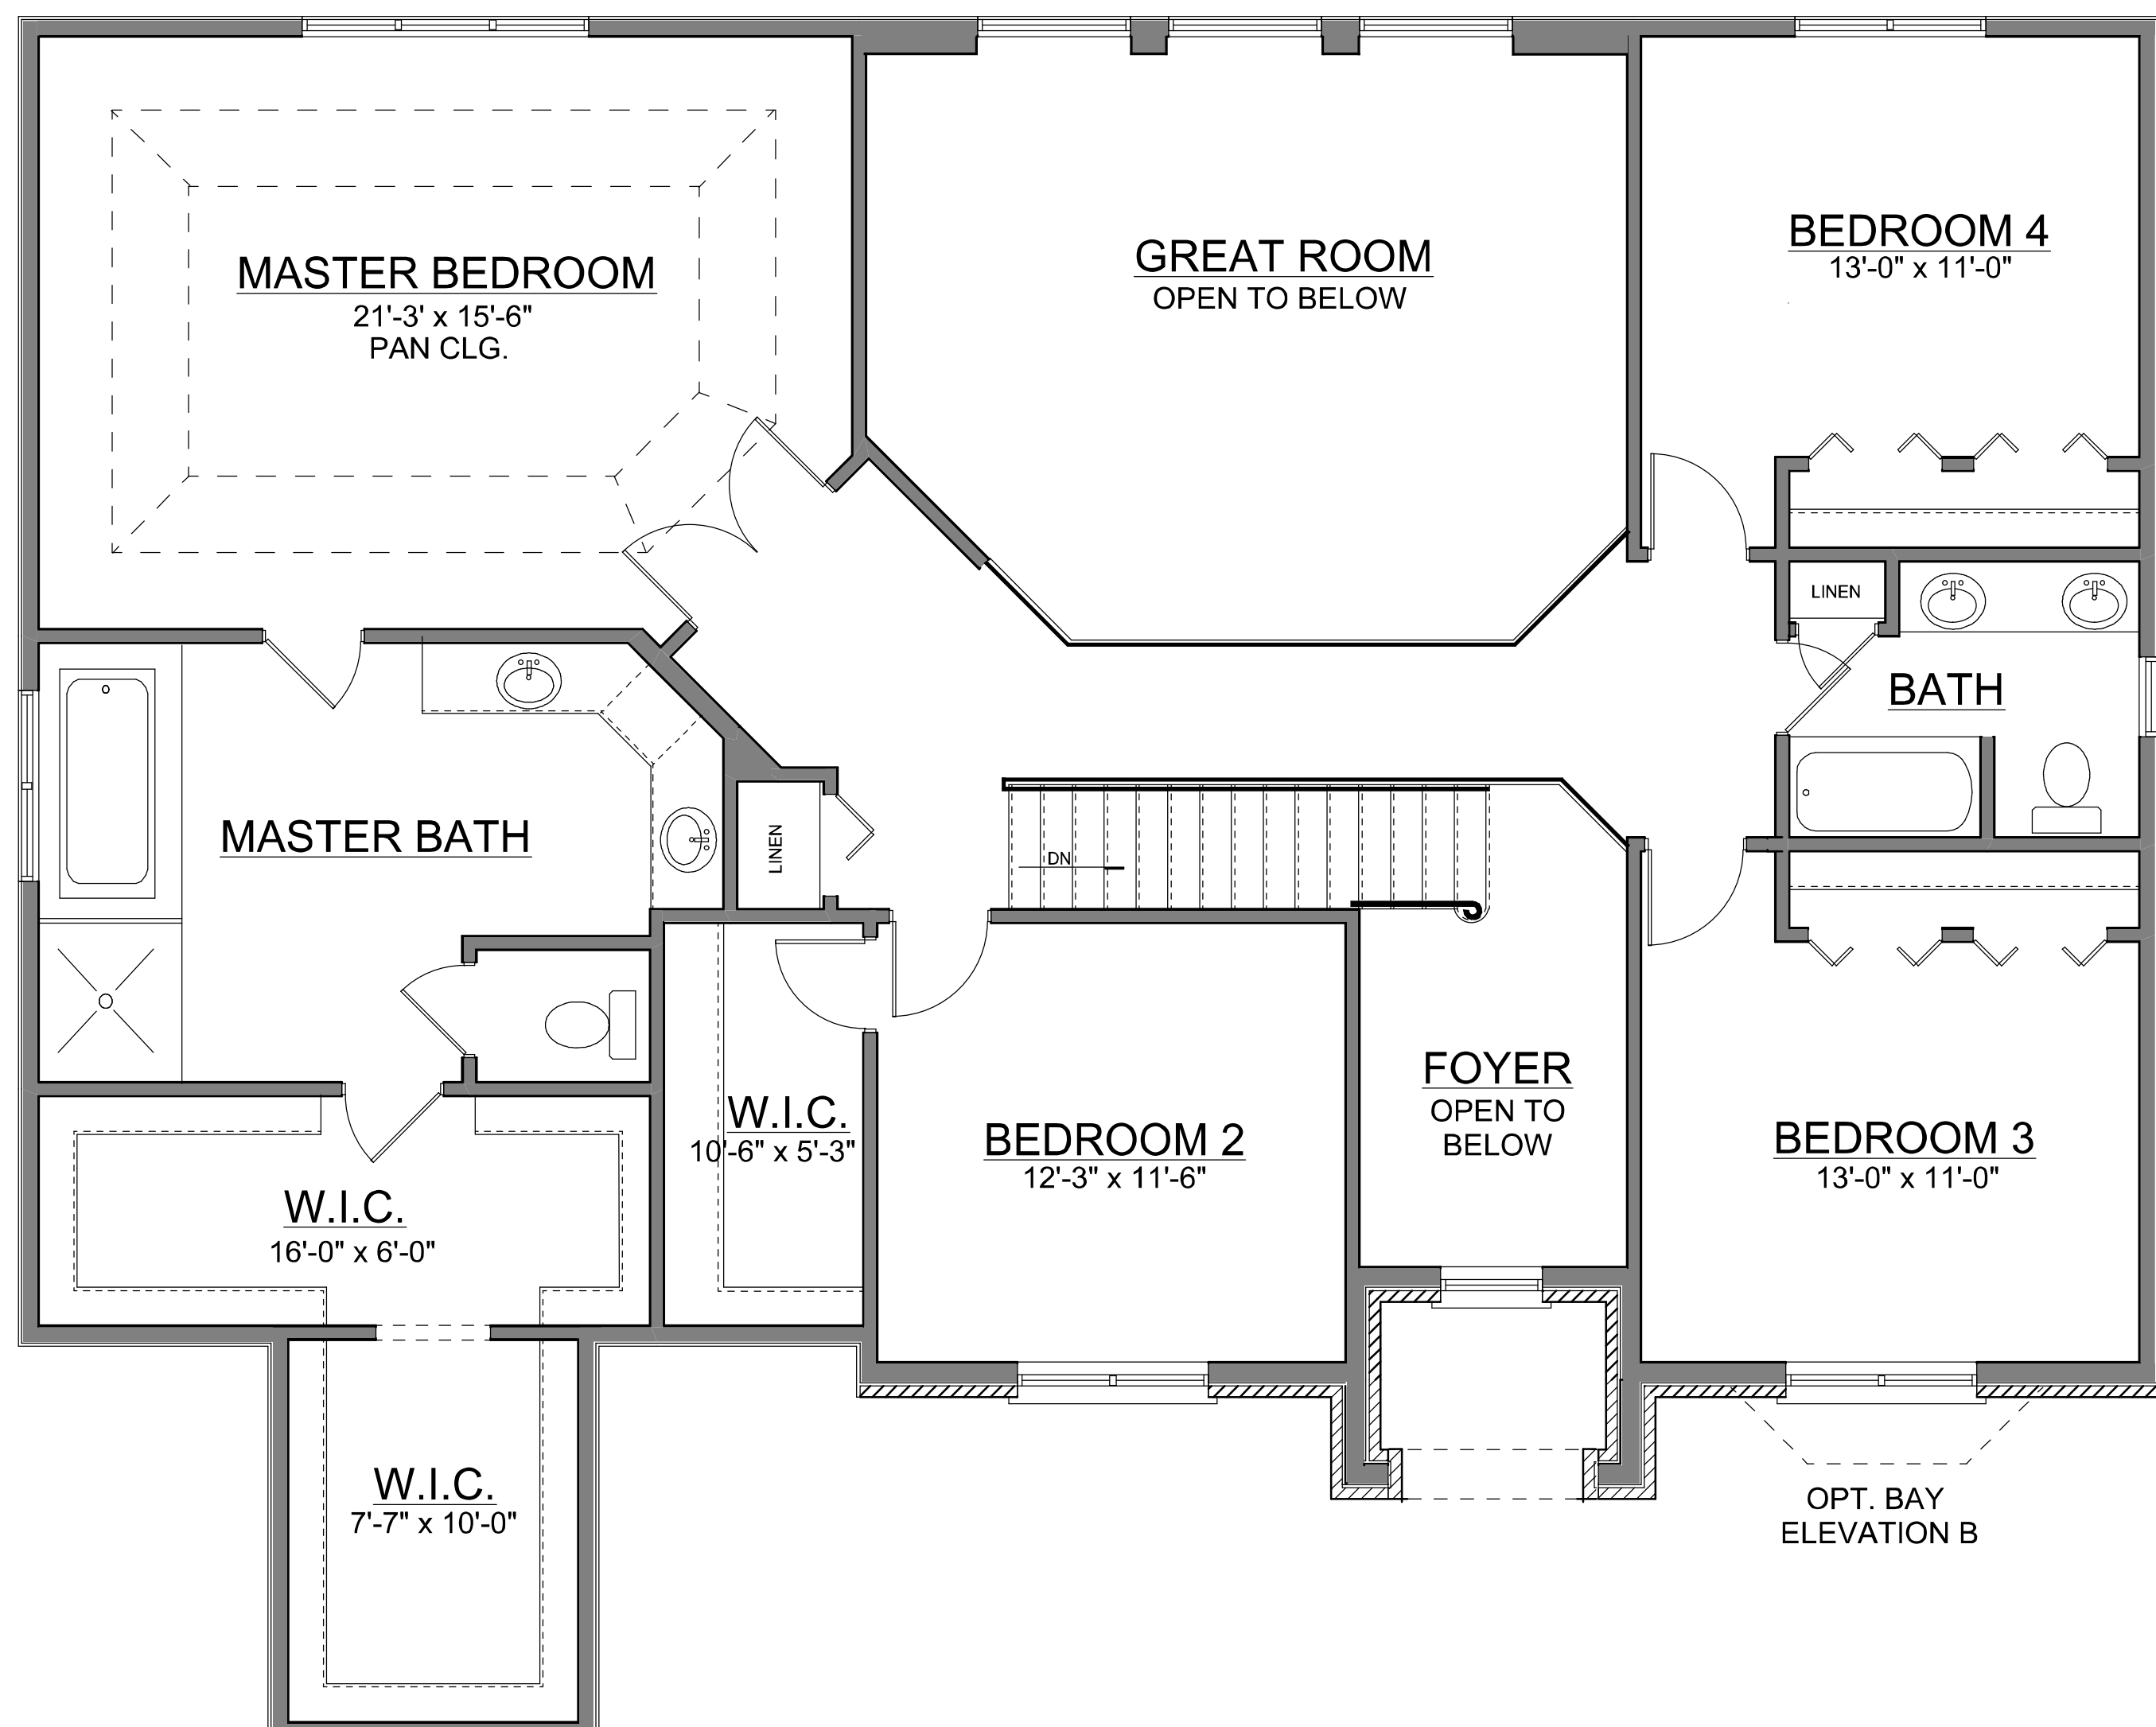 MASTER BEDROOM
21'-3' x 15'-6"
PAN CLG.
GREAT ROOM
OPEN TO BELOW
BEDROOM 4
13'-0" x 11'-0"
LINEN
BATH
MASTER BATH
LINEN
DN
W.I.C.
10'-6" x 5'-3"
BEDROOM 2
12'-3" x 11'-6"
FOYER
OPEN TO
BELOW
BEDROOM 3
13'-0" x 11'-0"
W.I.C.
16'-0" x 6'-0"
W.I.C.
7'-7" x 10'-0"
OPT. BAY
ELEVATION B